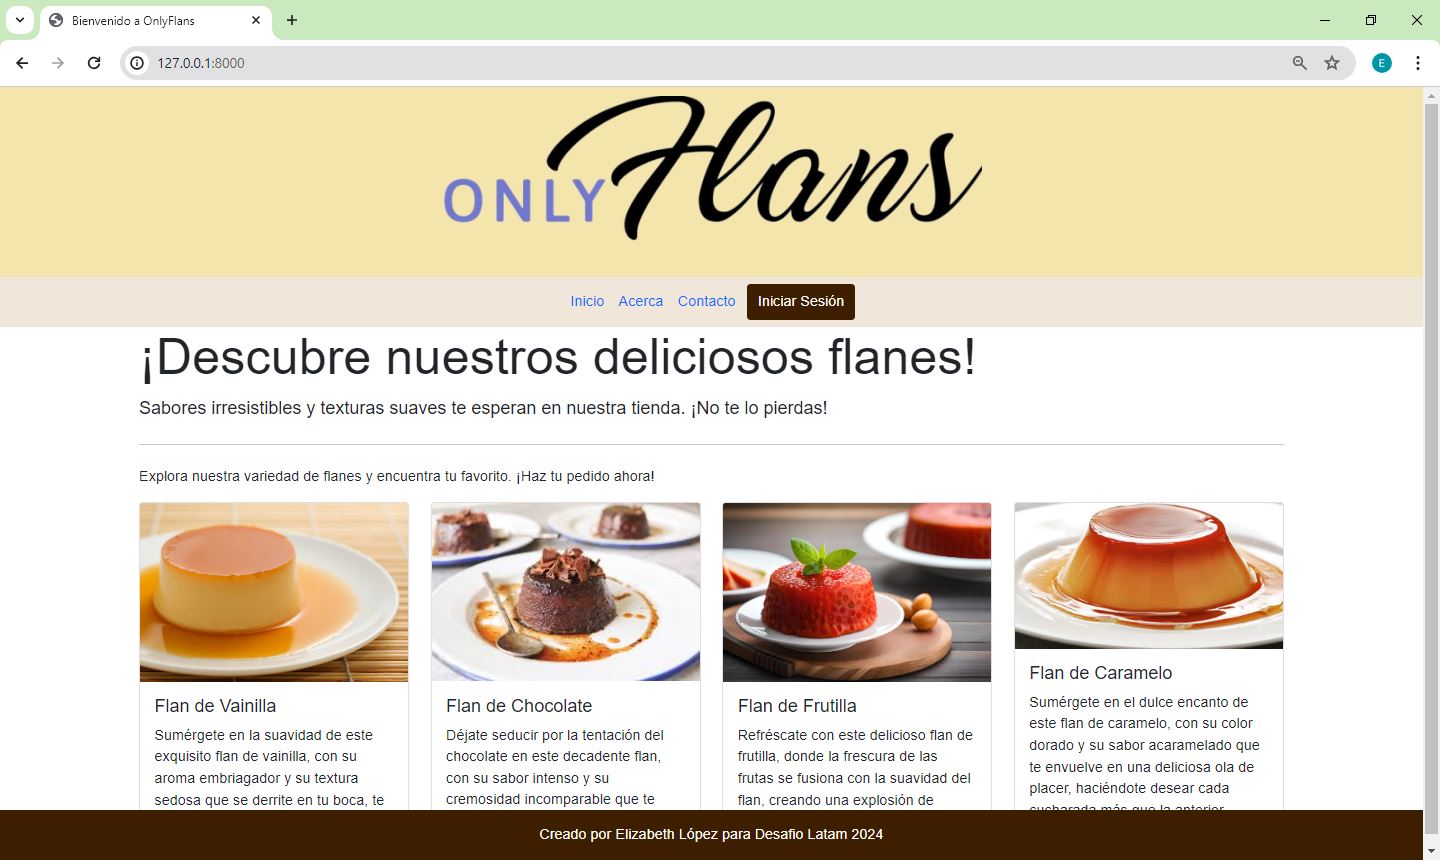 Bienvenido a OnlyFlans
127.0.0.1:8000
E
ONLY Flans
Inicio Acerca Contacto Iniciar Sesión
¡Descubre nuestros deliciosos flanes!
Sabores irresistibles y texturas suaves te esperan en nuestra tienda. ¡No te lo pierdas!
Explora nuestra variedad de flanes y encuentra tu favorito. ¡Haz tu pedido ahora!
Flan de Vainilla
Sumérgete en la suavidad de este
exquisito flan de vainilla, con su
aroma embriagador y su textura
sedosa que se derrite en tu boca, te
Flan de Chocolate
Déjate seducir por la tentación del
chocolate en este decadente flan,
con su sabor intenso y su
cremosidad incomparable que te
Flan de Frutilla
Refréscate con este delicioso flan de
frutilla, donde la frescura de las
frutas se fusiona con la suavidad del
flan, creando una explosión de
Flan de Caramelo
Sumérgete en el dulce encanto de
este flan de caramelo, con su color
dorado y su sabor acaramelado que
te envuelve en una deliciosa ola de
placer, haciéndote desear cada
cucharada más que la anterior
Creado por Elizabeth López para Desafio Latam 2024